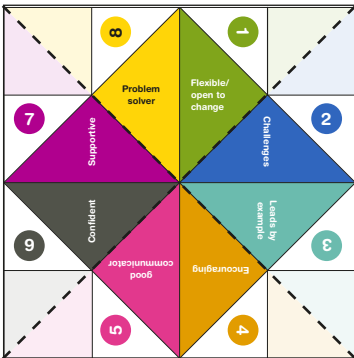 8
1
Problem
solver
Flexible/
open to
change
7
2
Supportive
Challenges
Confident
Leads by
example
6
3
good
communicator
Encouraging
5
4